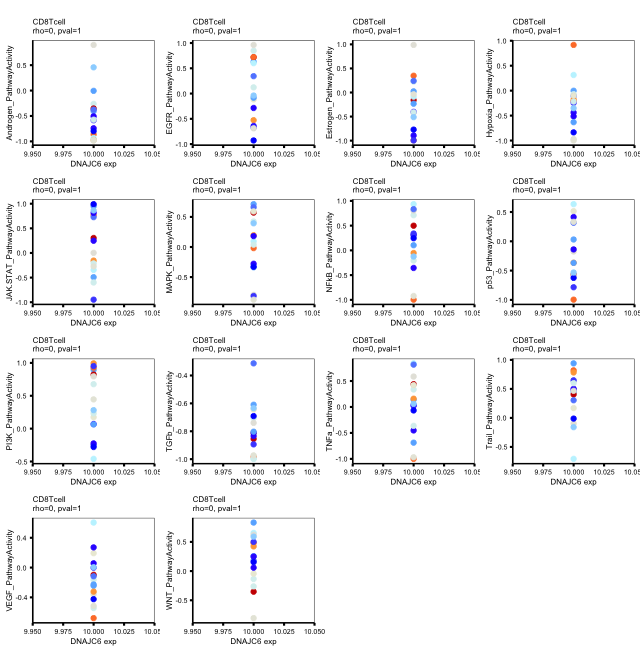 CD8Tcell
rho=0, pval=1
Androgen_PathwayActivity
1.0
0.5
0.0
-0.5
-1.0
9.950 9.975 10.000 10.025 10.05
DNAJC6 exp
CD8Tcell
rho=0, pval=1
EGFR_PathwayActivity
1.0
0.5
0.0
-0.5
-1.0
9.950 9.975 10.000 10.025 10.05
DNAJC6 exp
CD8Tcell
rho=0, pval=1
Estrogen_PathwayActivity
1.0
0.5
0.0
-0.5
-1.0
9.950 9.975 10.000 10.025 10.05
DNAJC6 exp
CD8Tcell
rho=0, pval=1
Hypoxia_PathwayActivity
1.0
0.5
0.0
-0.5
-1.0
9.950 9.975 10.000 10.025 10.050
DNAJC6 exp
CD8Tcell
rho=0, pval=1
JAK.STAT_PathwayActivity
1.0
0.5
0.0
-0.5
-1.0
9.950 9.975 10.000 10.025 10.05
DNAJC6 exp
CD8Tcell
rho=0, pval=1
MAPK_PathwayActivity
0.5
0.0
-0.5
9.950 9.975 10.000 10.025 10.05
DNAJC6 exp
CD8Tcell
rho=0, pval=1
NFkB_PathwayActivity
0.5
0.0
-0.5
-1.0
9.950 9.975 10.000 10.025 10.05
DNAJC6 exp
CD8Tcell
rho=0, pval=1
p53_PathwayActivity
0.5
0.0
-0.5
-1.0
9.950 9.975 10.000 10.025 10.050
DNAJC6 exp
CD8Tcell
rho=0, pval=1
PI3K_PathwayActivity
1.0
0.5
0.0
-0.5
9.950 9.975 10.000 10.025 10.05
DNAJC6 exp
CD8Tcell
rho=0, pval=1
TGFb_PathwayActivity
-0.4
-0.6
-0.8
-1.0
9.950 9.975 10.000 10.025 10.05
DNAJC6 exp
CD8Tcell
rho=0, pval=1
TNFa_PathwayActivity
0.5
0.0
-0.5
-1.0
9.950 9.975 10.000 10.025 10.05
DNAJC6 exp
CD8Tcell
rho=0, pval=1
Trail_PathwayActivity
1.0
0.5
0.0
-0.5
9.950 9.975 10.000 10.025 10.050
DNAJC6 exp
CD8Tcell
rho=0, pval=1
VEGF_PathwayActivity
0.4
0.0
-0.4
9.950 9.975 10.000 10.025 10.05
DNAJC6 exp
CD8Tcell
rho=0, pval=1
WNT_PathwayActivity
0.5
0.0
-0.5
9.950 9.975 10.000 10.025 10.050
DNAJC6 exp